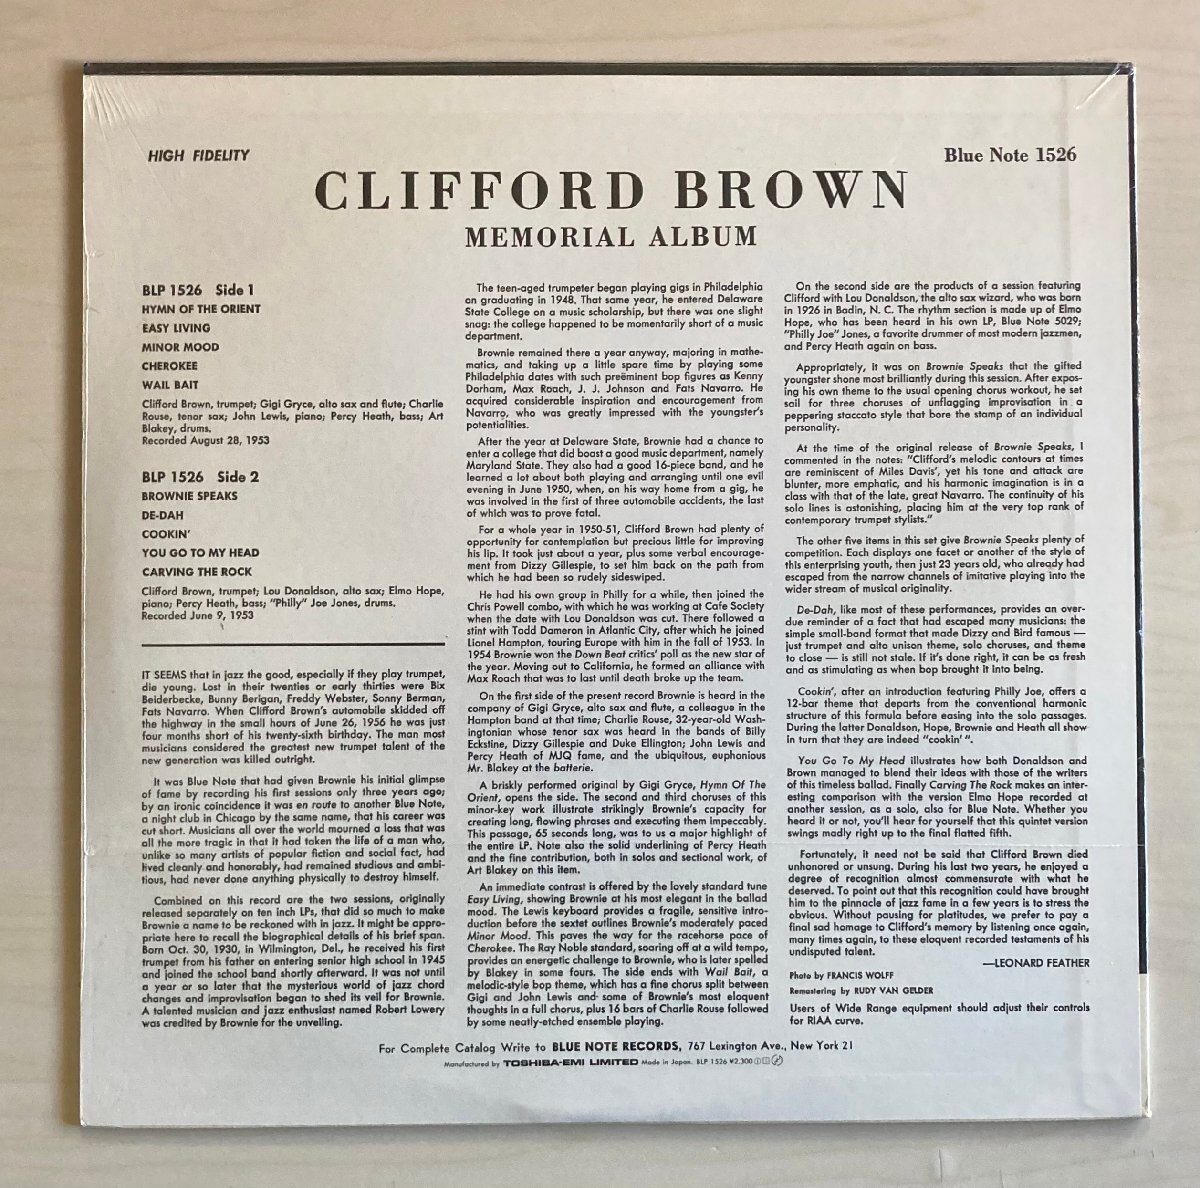 HIGH FIDELITY
Blue Note 1526
CLIFFORD BROWN
MEMORIAL ALBUM
BLP 1526 Side 1
HYMN OF THE ORIENT
EASY LIVING
MINOR MOOD
CHEROKEE
WAIL BAIT
Clifford Brown, trumpet; Gigi Gryce, alto sax and flute; Charlie
Rouse, tenor sax; John Lewis, piano; Percy Heath, bass; Art
Blakey, drums.
Recorded August 28, 1953
BLP 1526 Side 2
BROWNIE SPEAKS
DE-DAH
COOKIN'
YOU GO TO MY HEAD
CARVING THE ROCK
Clifford Brown, trumpet; Lou Donaldson, alto sax; Elmo Hope,
piano; Percy Heath, bass; "Philly" Joe Jones, drums.
Recorded June 9, 1953
IT SEEMS that in jazz the good, especially if they play trumpet,
die young. Lost in their twenties or early thirties were Bix
Beiderbecke, Bunny Berigan, Freddy Webster, Sonny Berman,
Fats Navarro. When Clifford Brown's automobile skidded off
the highway in the small hours of June 26, 1956 he was just
four months short of his twenty-sixth birthday. The man most
musicians considered the greatest new trumpet talent of the
new generation was killed outright.
It was Blue Note that had given Brownie his initial glimpse
of fame by recording his first sessions only three years ago;
by an ironic coincidence it was en route to another Blue Note,
a night club in Chicago by the same name, that his career was
cut short. Musicians all over the world mourned a loss that was
all the more tragic in that it had taken the life of a man who,
unlike so many artists of popular fiction and social fact, had
lived cleanly and honorably, had remained studious and ambi-
tious, had never done anything physically to destroy himself.
Combined on this record are the two sessions, originally
released separately on ten inch LPs, that did so much to make
Brownie a name to be reckoned with in jazz. It might be appro-
priate here to recall the biographical details of his brief span.
Born Oct. 30, 1930, in Wilmington, Del., he received his first
trumpet from his father on entering senior high school in 1945
and joined the school band shortly afterward. It was not until
a year or so later that the mysterious world of jazz chord
changes and improvisation began to shed its veil for Brownie.
A talented musician and jazz enthusiast named Robert Lowery
was credited by Brownie for the unveiling.
The teen-aged trumpeter began playing gigs in Philadelphia
on graduating in 1948. That same year, he entered Delaware
State College on a music scholarship, but there was one slight
snag: the college happened to be momentarily short of a music
department.
Brownie remained there a year anyway, majoring in mathe-
matics, and taking up a little spare time by playing some
Philadelphia dates with such preeminent bop figures as Kenny
Dorham, Max Roach, J. J. Johnson and Fats Navarro. He
acquired considerable inspiration and encouragement from
Navarro, who was greatly impressed with the youngster's
potentialities.
After the year at Delaware State, Brownie had a chance to
enter a college that did boast a good music department, namely
Maryland State. They also had a good 16-piece band, and he
learned a lot about both playing and arranging until one evil
evening in June 1950, when, on his way home from a gig, he
was involved in the first of three automobile accidents, the last
of which was to prove fatal.
For a whole year in 1950-51, Clifford Brown had plenty of
opportunity for contemplation but precious little for improving
his lip. It took just about a year, plus some verbal encourage-
ment from Dizzy Gillespie, to set him back on the path from
which he had been so rudely sideswiped.
He had his own group in Philly for a while, then joined the
Chris Powell combo, with which he was working at Cafe Society
when the date with Lou Donaldson was cut. There followed a
stint with Todd Dameron in Atlantic City, after which he joined
Lionel Hampton, touring Europe with him in the fall of 1953. In
1954 Brownie won the Down Beat critics' poll as the new star of
the year. Moving out to California, he formed an alliance with
Max Roach that was to last until death broke up the team.
On the first side of the present record Brownie is heard in the
company of Gigi Gryce, alto sax and flute, a colleague in the
Hampton band at that time; Charlie Rouse, 32-year-old Wash-
ingtonian whose tenor sax was heard in the bands of Billy
Eckstine, Dizzy Gillespie and Duke Ellington; John Lewis and
Percy Heath of MJQ fame, and the ubiquitous, euphonious
Mr. Blakey at the batterie.
A briskly performed original by Gigi Gryce, Hymn Of The
Orient, opens the side. The second and third choruses of this
minor-key work illustrate strikingly Brownie's capacity for
creating long, flowing phrases and executing them impeccably.
This passage, 65 seconds long, was to us a major highlight of
the entire LP. Note also the solid underlining of Percy Heath
and the fine contribution, both in solos and sectional work, of
Art Blakey on this item.
An immediate contrast is offered by the lovely standard tune
Easy Living, showing Brownie at his most elegant in the ballad
mood. The Lewis keyboard provides a fragile, sensitive intro-
duction before the sextet outlines Brownie's moderately paced
Minor Mood. This paves the way for the racehorse pace of
Cherokee. The Ray Noble standard, soaring off at a wild tempo,
provides an energetic challenge to Brownie, who is later spelled
by Blakey in some fours. The side ends with Wail Bait, a
melodic-style bop theme, which has a fine chorus split between
Gigi and John Lewis and some of Brownie's most eloquent
thoughts in a full chorus, plus 16 bars of Charlie Rouse followed
by some neatly-etched ensemble playing.
On the second side are the products of a session featuring
Clifford with Lou Donaldson, the alto sax wizard, who was born
in 1926 in Badin, N. C. The rhythm section is made up of Elmo
Hope, who has been heard in his own LP, Blue Note 5029;
"Philly Joe" Jones, a favorite drummer of most modern jazzmen,
and Percy Heath again on bass.
Appropriately, it was on Brownie Speaks that the gifted
youngster shone most brilliantly during this session. After expos-
ing his own theme to the usual opening chorus workout, he set
sail for three choruses of unflagging improvisation in a
peppering staccato style that bore the stamp of an individual
personality.
At the time of the original release of Brownie Speaks, I
commented in the notes: "Clifford's melodic contours at times
are reminiscent of Miles Davis', yet his tone and attack are
blunter, more emphatic, and his harmonic imagination is in a
class with that of the late, great Navarro. The continuity of his
solo lines is astonishing, placing him at the very top rank of
contemporary trumpet stylists."
The other five items in this set give Brownie Speaks plenty of
competition. Each displays one facet or another of the style of
this enterprising youth, then just 23 years old, who already had
escaped from the narrow channels of imitative playing into the
wider stream of musical originality.
De-Dah, like most of these performances, provides an over-
due reminder of a fact that had escaped many musicians: the
simple small-band format that made Dizzy and Bird famous —
just trumpet and alto unison theme, solo choruses, and theme
to close — is still not stale. If it's done right, it can be as fresh
and as stimulating as when bop brought it into being.
Cookin', after an introduction featuring Philly Joe, offers a
12-bar theme that departs from the conventional harmonic
structure of this formula before easing into the solo passages.
During the latter Donaldson, Hope, Brownie and Heath all show
in turn that they are indeed "cookin' ".
You Go To My Head illustrates how both Donaldson and
Brown managed to blend their ideas with those of the writers
of this timeless ballad. Finally Carving The Rock makes an inter-
esting comparison with the version Elmo Hope recorded at
another session, as a solo, also for Blue Note. Whether you
heard it or not, you'll hear for yourself that this quintet version
swings madly right up to the final flatted fifth.
Fortunately, it need not be said that Clifford Brown died
unhonored or unsung. During his last two years, he enjoyed a
degree of recognition almost commensurate with what he
deserved. To point out that this recognition could have brought
him to the pinnacle of jazz fame in a few years is to stress the
obvious. Without pausing for platitudes, we prefer to pay a
final sad homage to Clifford's memory by listening once again,
many times again, to these eloquent recorded testaments of his
undisputed talent.
—LEONARD FEATHER
Photo by FRANCIS WOLFF
Remastering by RUDY VAN GELDER
Users of Wide Range equipment should adjust their controls
for RIAA curve.
For Complete Catalog Write to BLUE NOTE RECORDS, 767 Lexington Ave., New York 21
Manufactured by TOSHIBA-EMI LIMITED Made in Japan. BLP 1526 ¥2,300